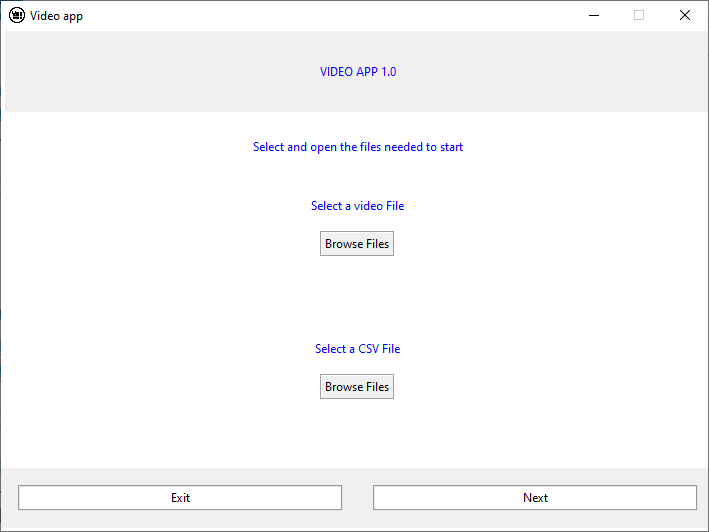 Video app
VIDEO APP 1.0
Select and open the files needed to start
Select a video File
Browse Files
Select a CSV File
Browse Files
Exit
Next